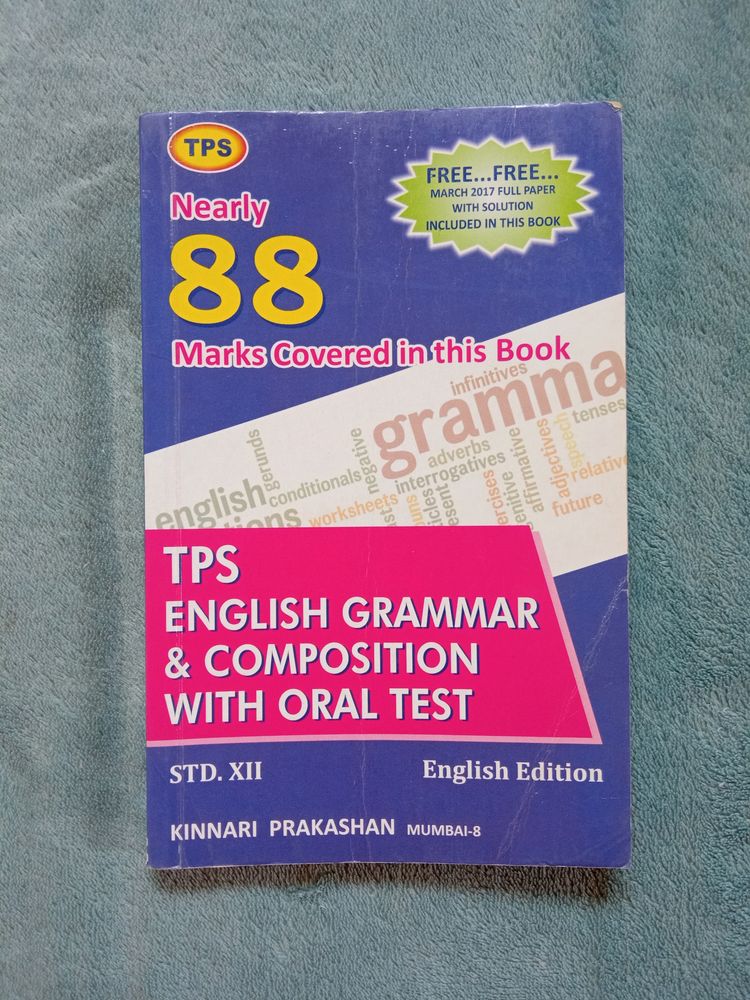 TPS
Nearly
88
Marks Covered in this Book
FREE...FREE...
MARCH 2017 FULL PAPER
WITH SOLUTION
INCLUDED IN THIS BOOK
infinitives
gramma
tenses
speech
adjectives
relative
future
affirmative
adverbs
interrogatives
negative
conditionals
gerunds
english
worksheets
TPS
ENGLISH GRAMMAR
& COMPOSITION
WITH ORAL TEST
STD. XII
English Edition
KINNARI PRAKASHAN MUMBAI-8